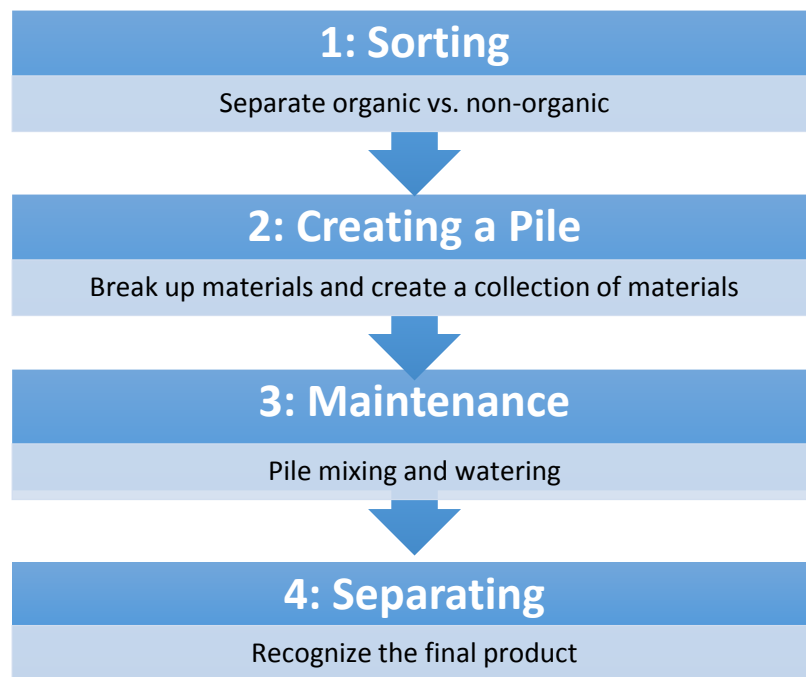 1: Sorting
Separate organic vs. non-organic
2: Creating a Pile
Break up materials and create a collection of materials
3: Maintenance
Pile mixing and watering
4: Separating
Recognize the final product